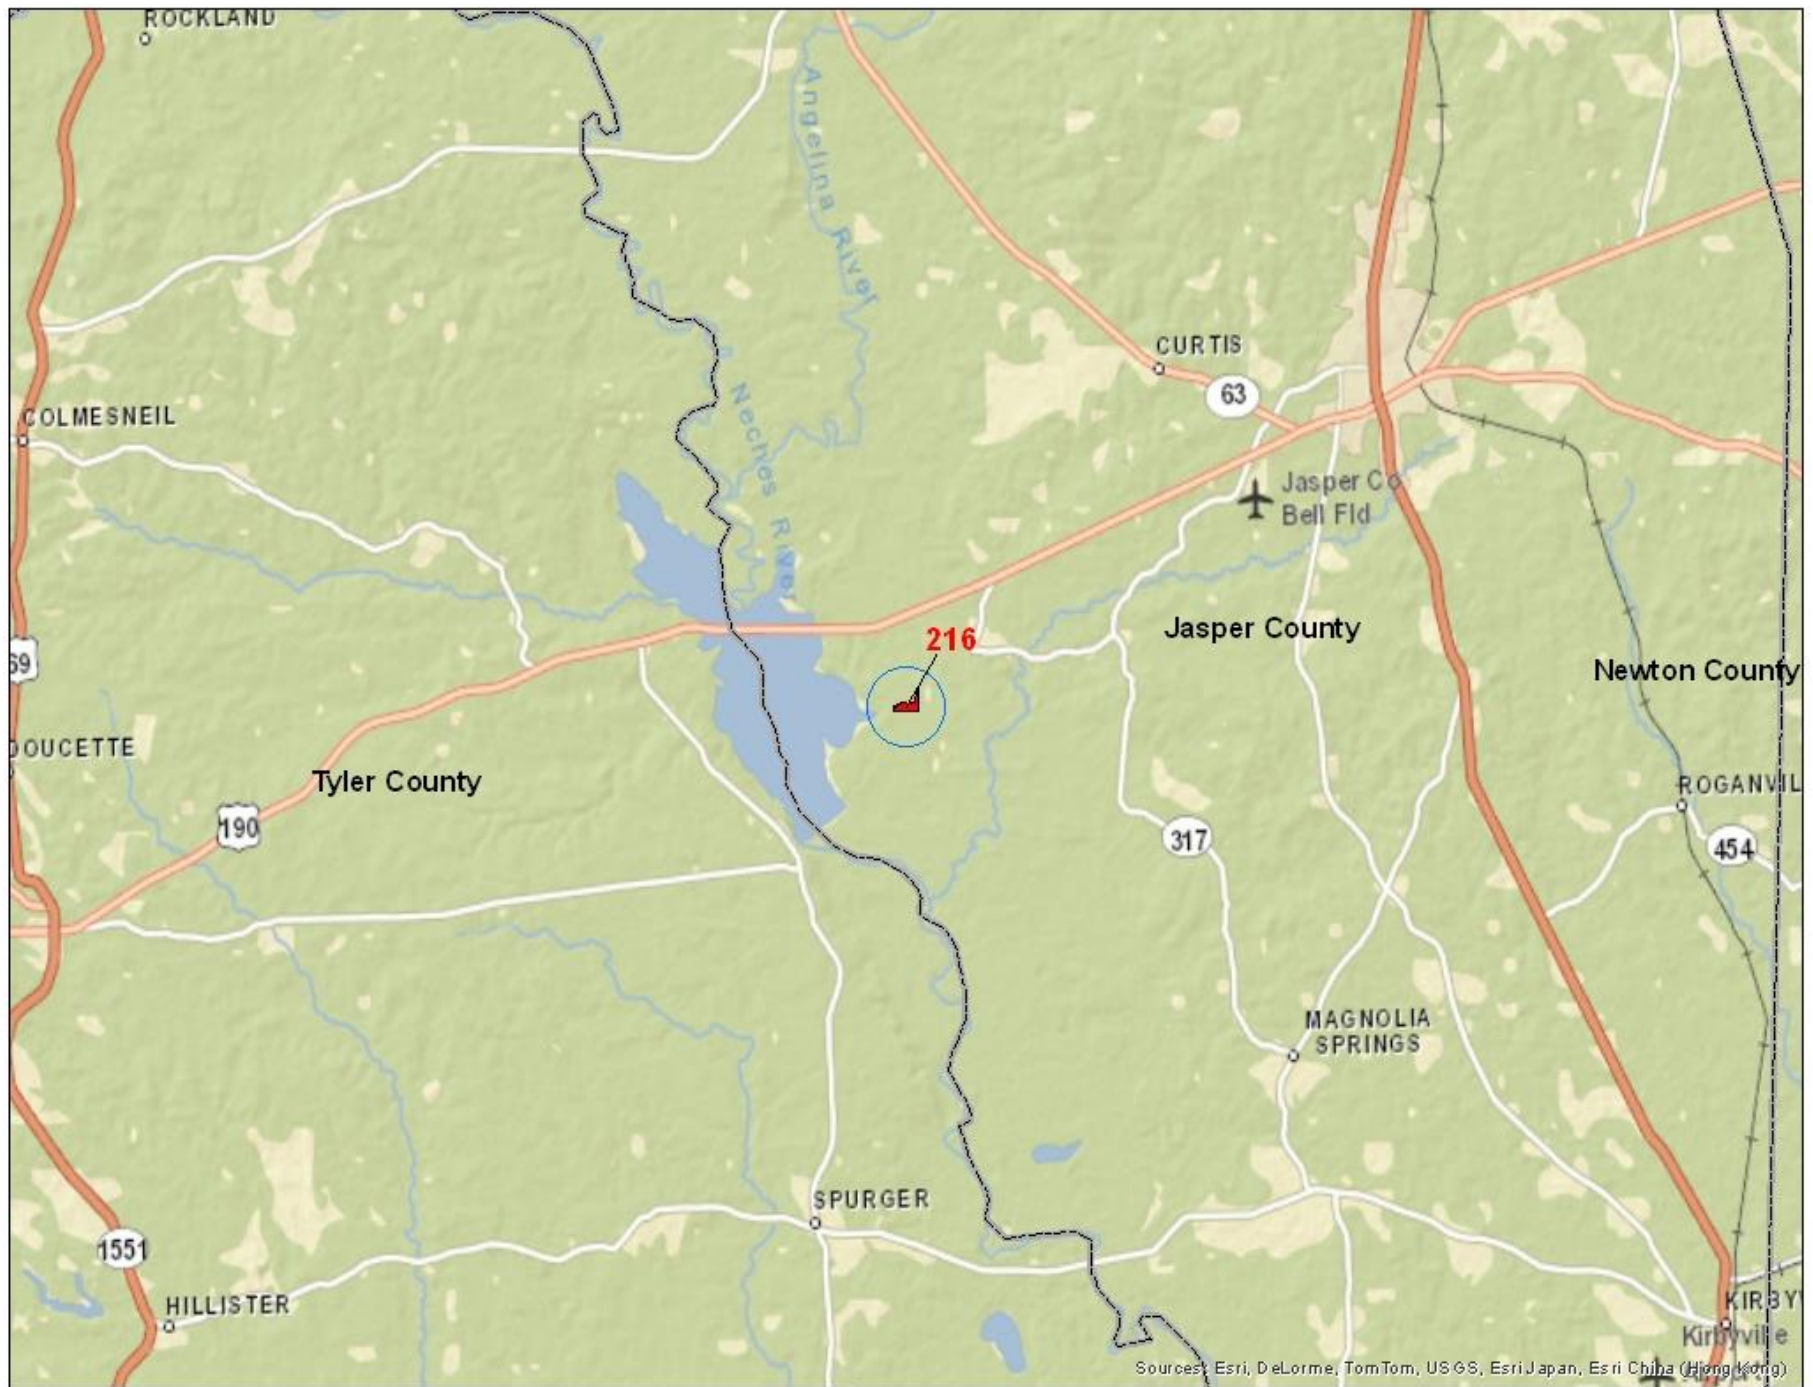 ROCKLAND
Angelina River
CURTIS
63
COLMESNEIL
Neches River
Jasper Co
Bell Fld
216
Jasper County
69
Newton County
DOUCETTE
Tyler County
ROGANVIL
190
317
454
MAGNOLIA
SPRINGS
SPURGER
1551
HILLISTER
KIRBYV
Kirbyville
Sources: Esri, DeLorme, TomTom, USGS, Esri Japan, Esri China (Hong Kong)